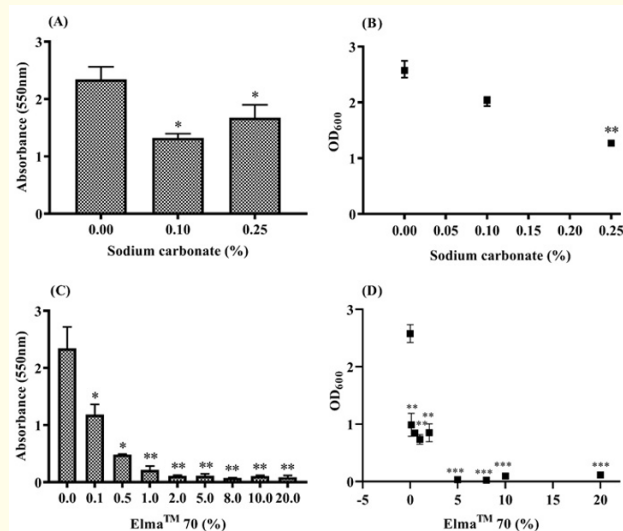 (A)
Absorbance (550nm)
3
2
1
0
*
*
0.00 0.10 0.25
Sodium carbonate (%)
(B)
OD600
3
2
1
0
**
0.00 0.05 0.10 0.15 0.20 0.25
Sodium carbonate (%)
(C)
Absorbance (550nm)
3
2
1
0
* * ** ** ** ** ** **
0.0 0.1 0.5 1.0 2.0 5.0 8.0 10.0 20.0
Elma™ 70 (%)
(D)
OD600
3
2
1
0
** ** **
*** *** *** ***
-5 0 5 10 15 20
Elma™ 70 (%)